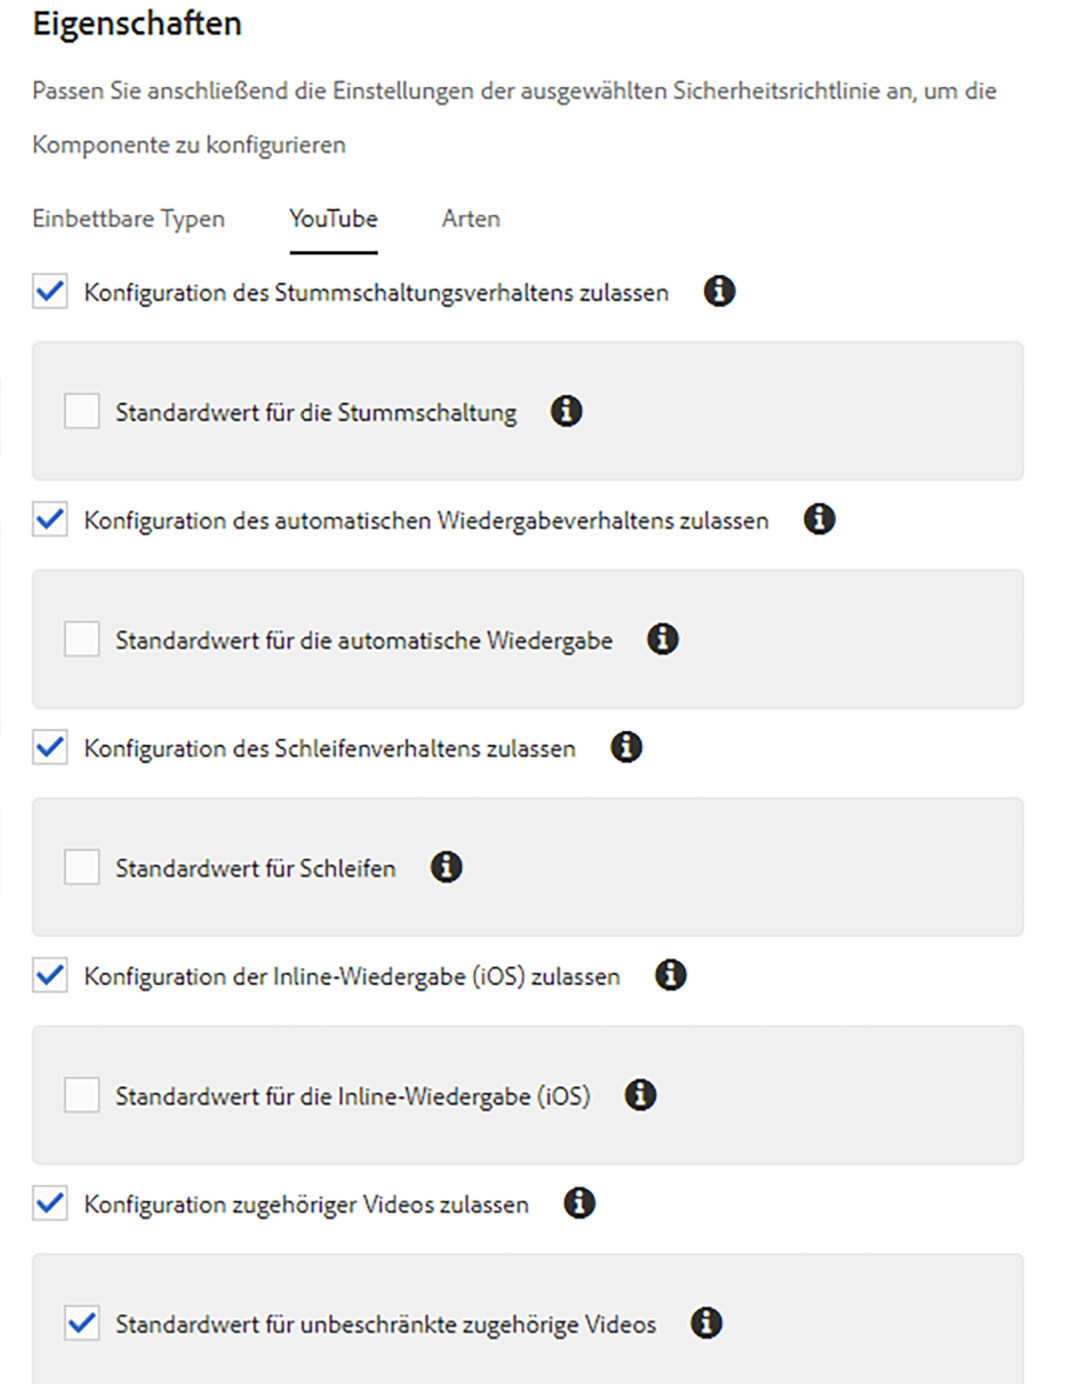 Eigenschaften
Passen Sie anschließend die Einstellungen der ausgewählten Sicherheitsrichtlinie an, um die
Komponente zu konfigurieren
Einbettbare Typen YouTube Arten
Konfiguration des Stummschaltungsverhaltens zulassen
Standardwert für die Stummschaltung
Konfiguration des automatischen Wiedergabeverhaltens zulassen
Standardwert für die automatische Wiedergabe
Konfiguration des Schleifenverhaltens zulassen
Standardwert für Schleifen
Konfiguration der Inline-Wiedergabe (iOS) zulassen
Standardwert für die Inline-Wiedergabe (iOS)
Konfiguration zugehöriger Videos zulassen
Standardwert für unbeschränkte zugehörige Videos